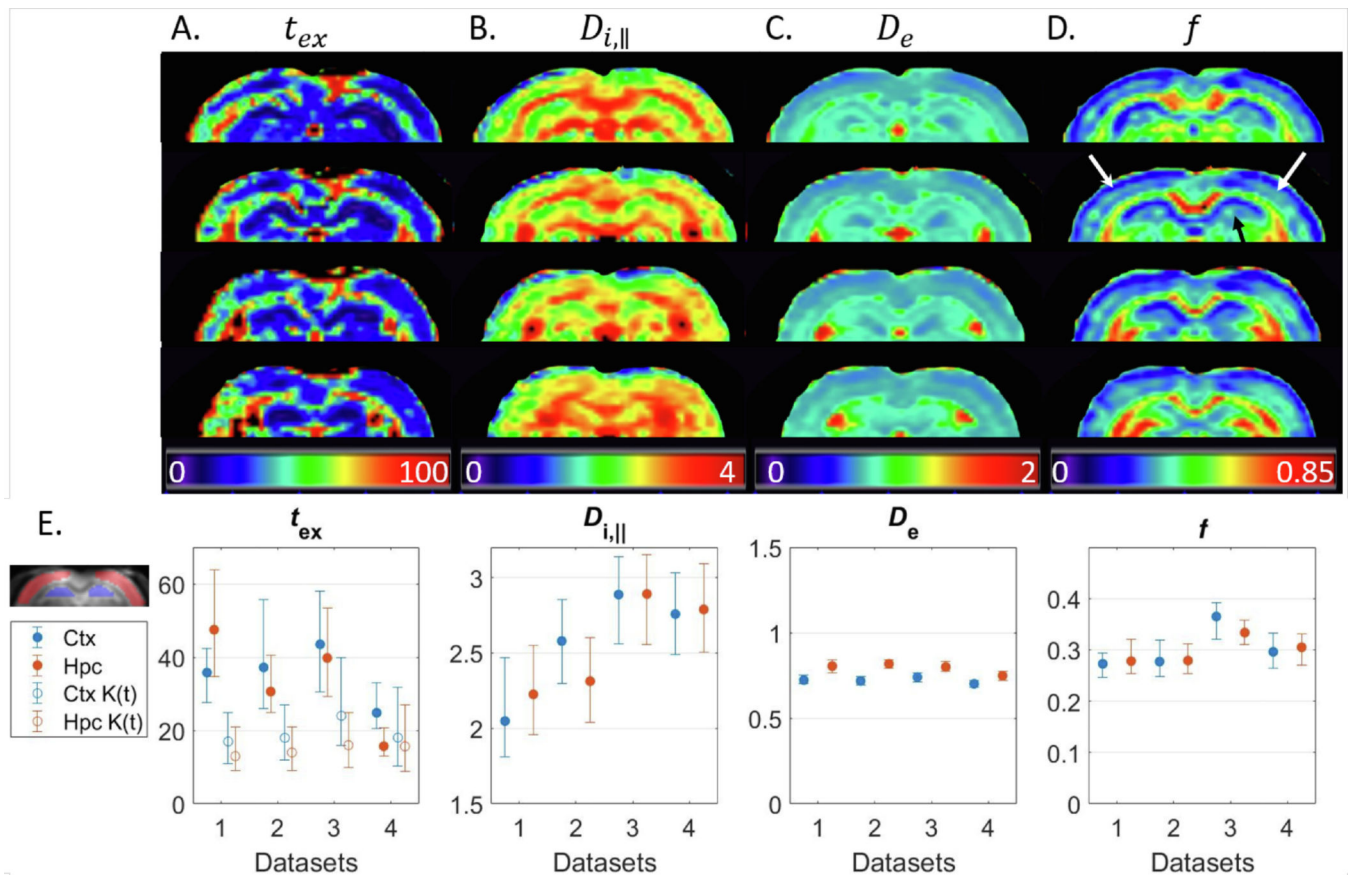 A. t_ex B. D_i,|| C. D_e D. f
0 100 0 4 0 2 0 0.85
E.
t_ex D_i,|| D_e f
Ctx
Hpc
Ctx K(t)
Hpc K(t)
60
40
20
0
1 2 3 4
Datasets
3
2.5
2
1.5
1 2 3 4
Datasets
1.5
1
0.5
0
1 2 3 4
Datasets
0.4
0.3
0.2
0.1
0
1 2 3 4
Datasets